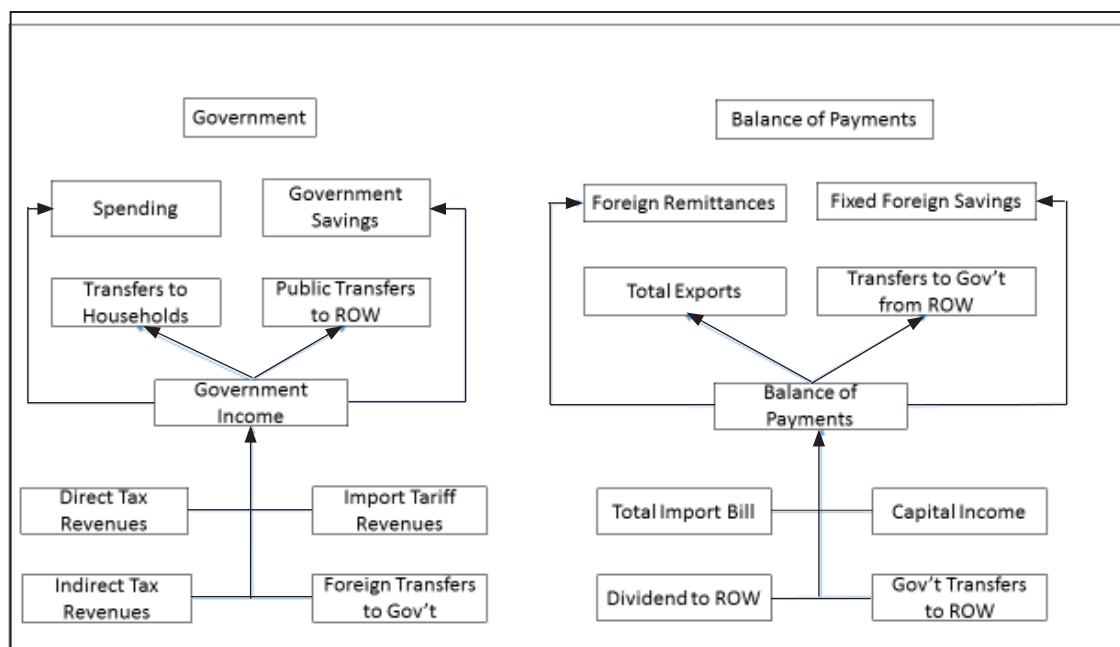 Government
Spending
Government
Savings
Transfers to
Households
Public Transfers
to ROW
Government
Income
Direct Tax
Revenues
Import Tariff
Revenues
Indirect Tax
Revenues
Foreign Transfers
to Gov't
Balance of Payments
Foreign Remittances
Fixed Foreign Savings
Total Exports
Transfers to Gov't
from ROW
Balance of
Payments
Total Import Bill
Capital Income
Dividend to ROW
Gov't Transfers
to ROW